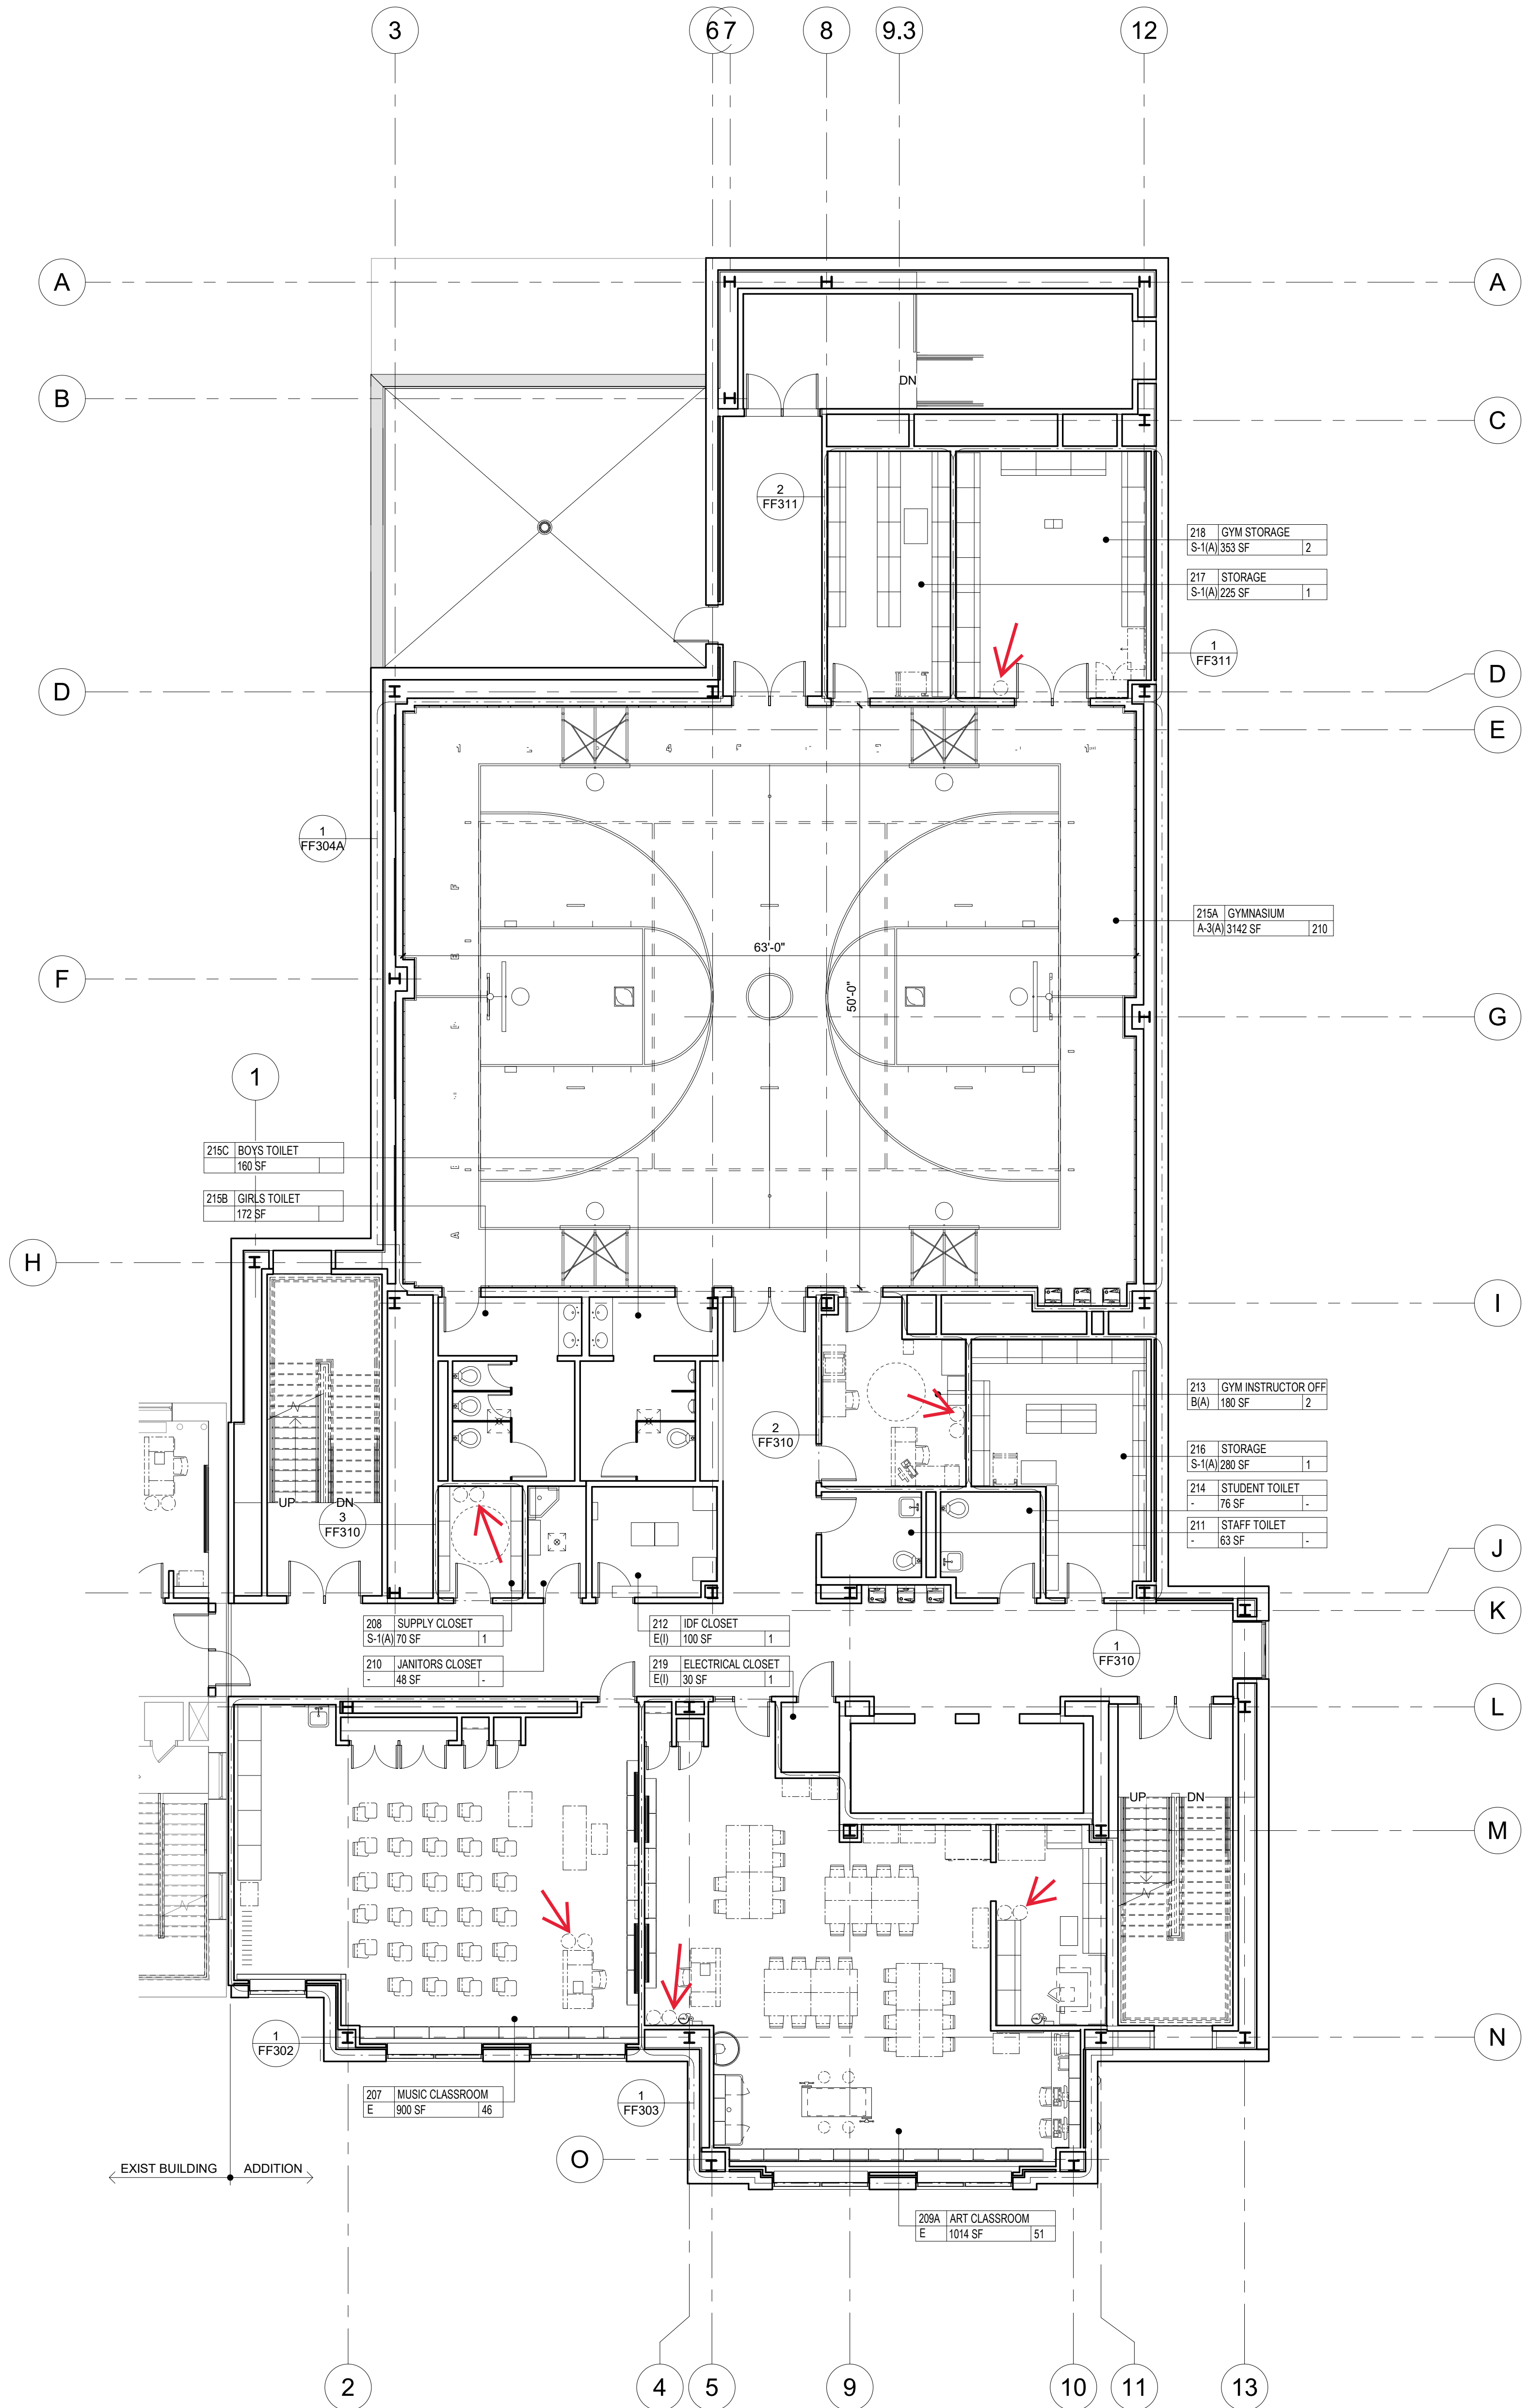 3
6
7
8
9.3
12
A
A
DN
B
C
2
FF311
218 GYM STORAGE
S-1(A) 353 SF 2
217 STORAGE
S-1(A) 225 SF 1
1
FF311
D
D
E
1
FF304A
215A GYMNASIUM
A-3(A) 3142 SF 210
63'-0"
50'-0"
F
G
1
215C BOYS TOILET
160 SF
215B GIRLS TOILET
172 SF
H
I
213 GYM INSTRUCTOR OFF
B(A) 180 SF 2
2
FF310
216 STORAGE
S-1(A) 280 SF 1
214 STUDENT TOILET
- 76 SF -
211 STAFF TOILET
- 63 SF -
UP DN
3
FF310
J
K
208 SUPPLY CLOSET
S-1(A) 70 SF 1
212 IDF CLOSET
E(I) 100 SF 1
210 JANITORS CLOSET
- 48 SF -
219 ELECTRICAL CLOSET
E(I) 30 SF 1
1
FF310
L
UP DN
M
N
1
FF302
207 MUSIC CLASSROOM
E 900 SF 46
1
FF303
O
EXIST BUILDING ADDITION
209A ART CLASSROOM
E 1014 SF 51
2
4
5
9
10
11
13